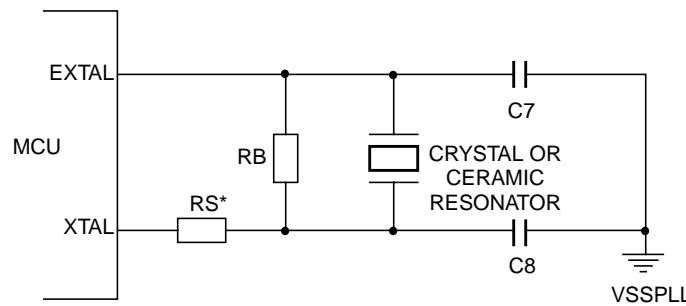 EXTAL
C7
MCU
RB
CRYSTAL OR
CERAMIC
RESONATOR
RS*
XTAL
C8
VSSPLL